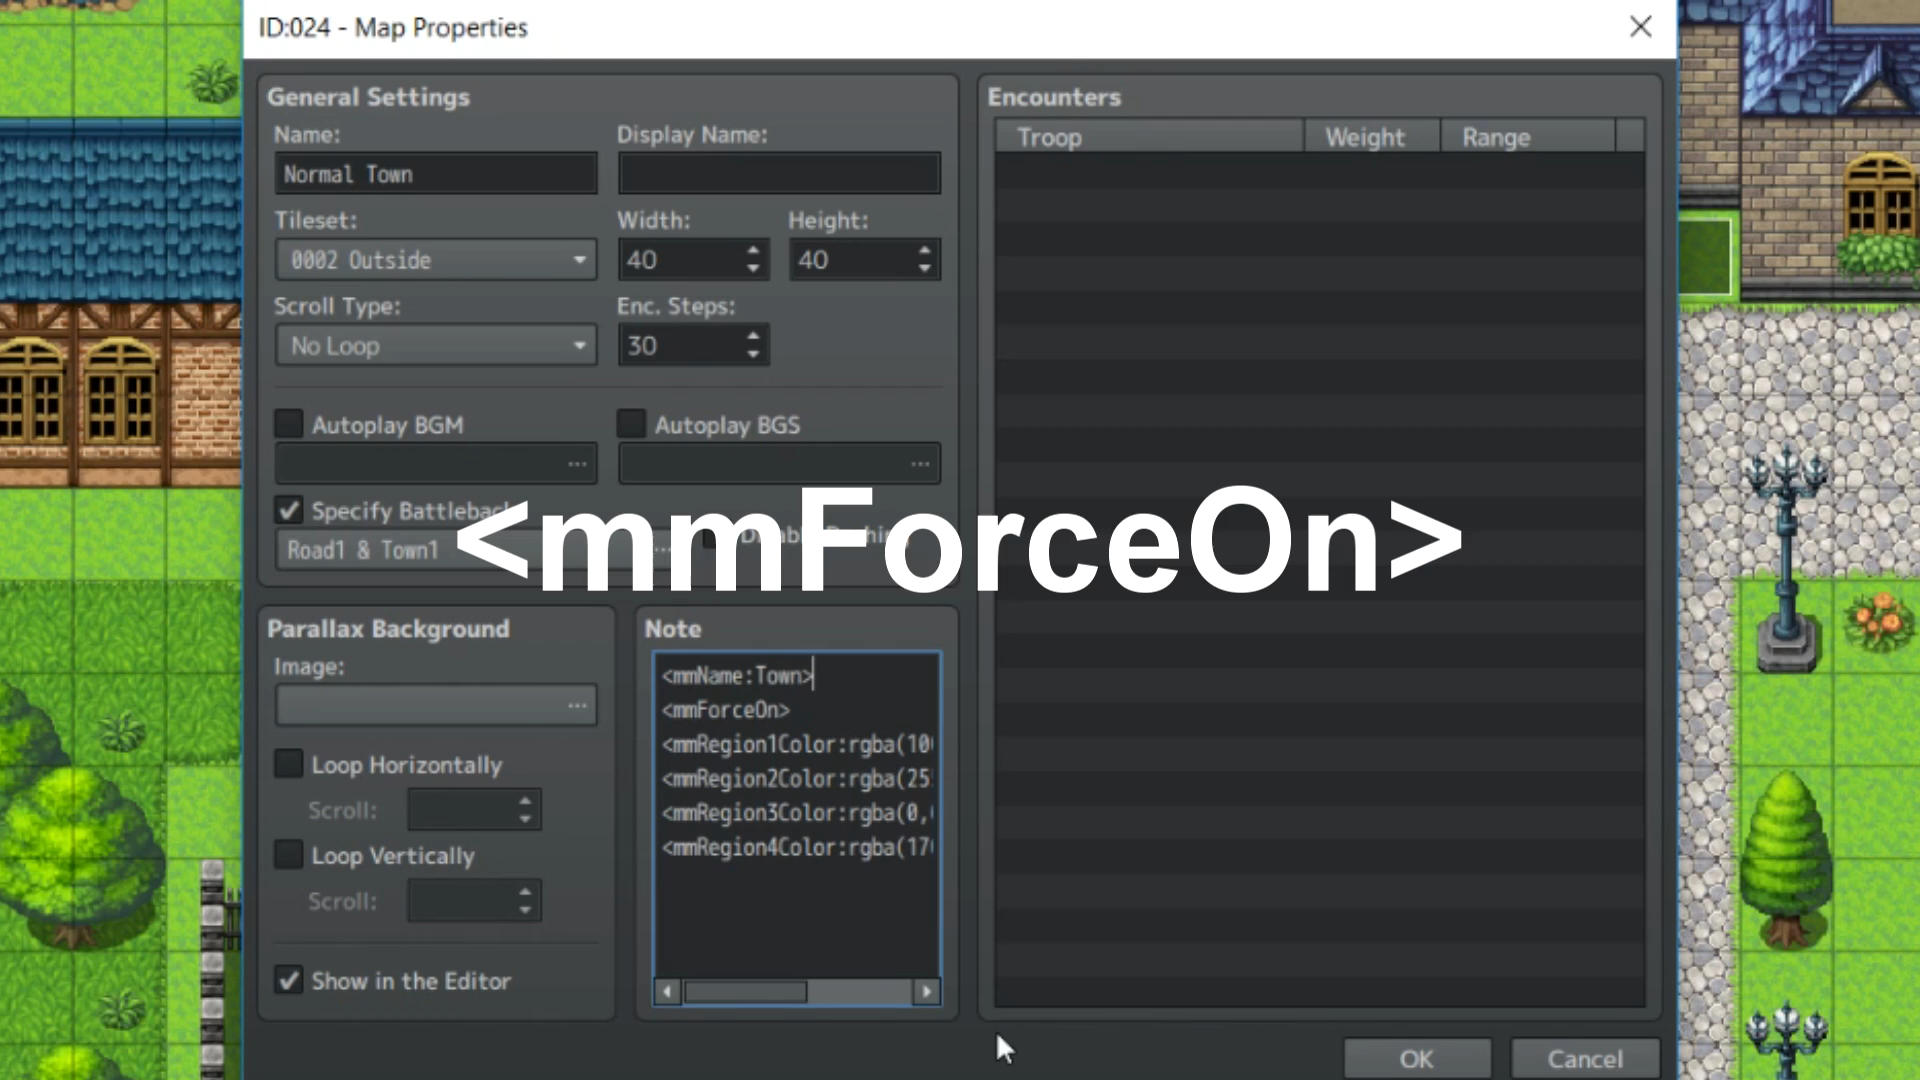 ID:024 - Map Properties
General Settings
Name:
Display Name:
Normal Town
Tileset:
Width:
Height:
0002 Outside
40
40
Scroll Type:
Enc. Steps:
No Loop
30
Autoplay BGM
Autoplay BGS
...
...
Specify Battleback
Road1 & Town1
...
<mmForceOn>
Parallax Background
Image:
...
Loop Horizontally
Scroll:
Loop Vertically
Scroll:
Show in the Editor
Note
<mmName:Town>
<mmForceOn>
<mmRegion1Color:rgba(10
<mmRegion2Color:rgba(25
<mmRegion3Color:rgba(0,
<mmRegion4Color:rgba(17
Encounters
Troop
Weight
Range
OK
Cancel